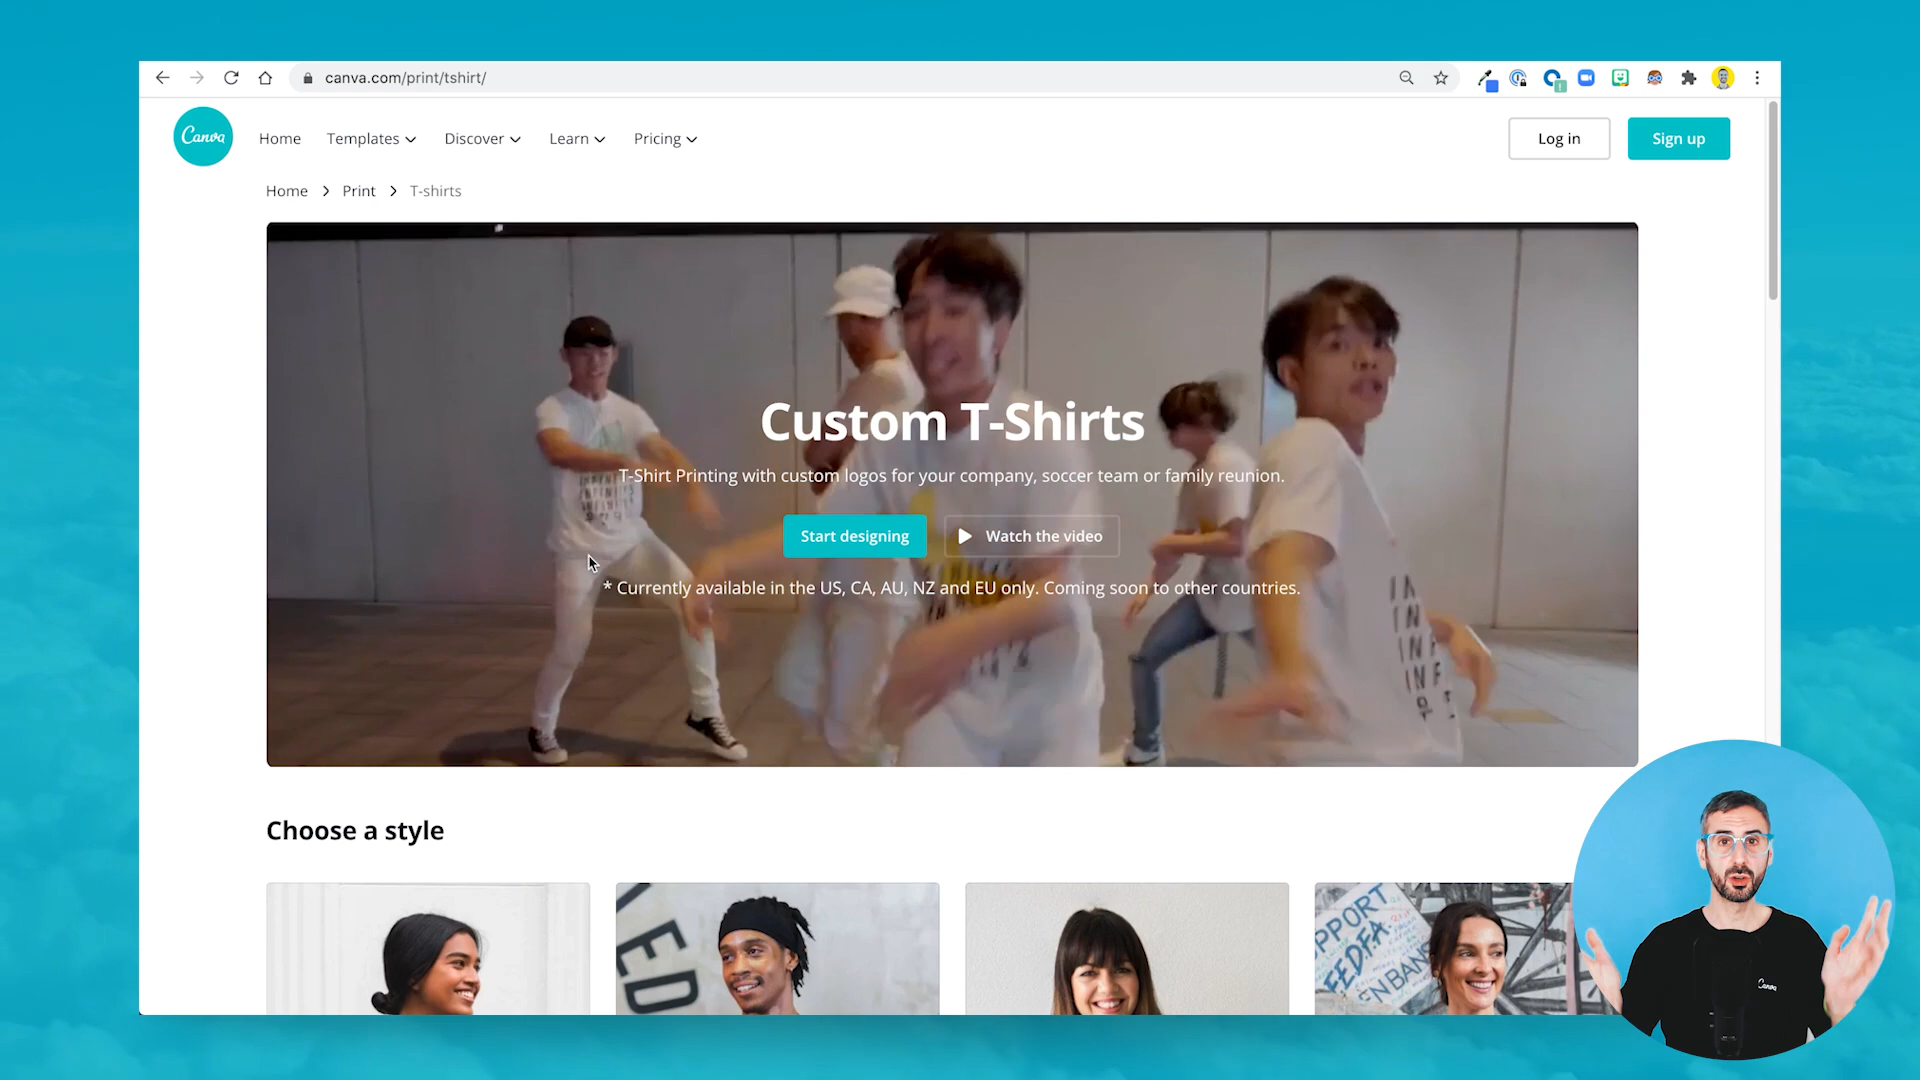 canva.com/print/tshirt/
Canva
Home
Templates
Discover
Learn
Pricing
Log in
Sign up
Home
Print
T-shirts
Custom T-Shirts
T-Shirt Printing with custom logos for your company, soccer team or family reunion.
Start designing
Watch the video
* Currently available in the US, CA, AU, NZ and EU only. Coming soon to other countries.
Choose a style
Canva